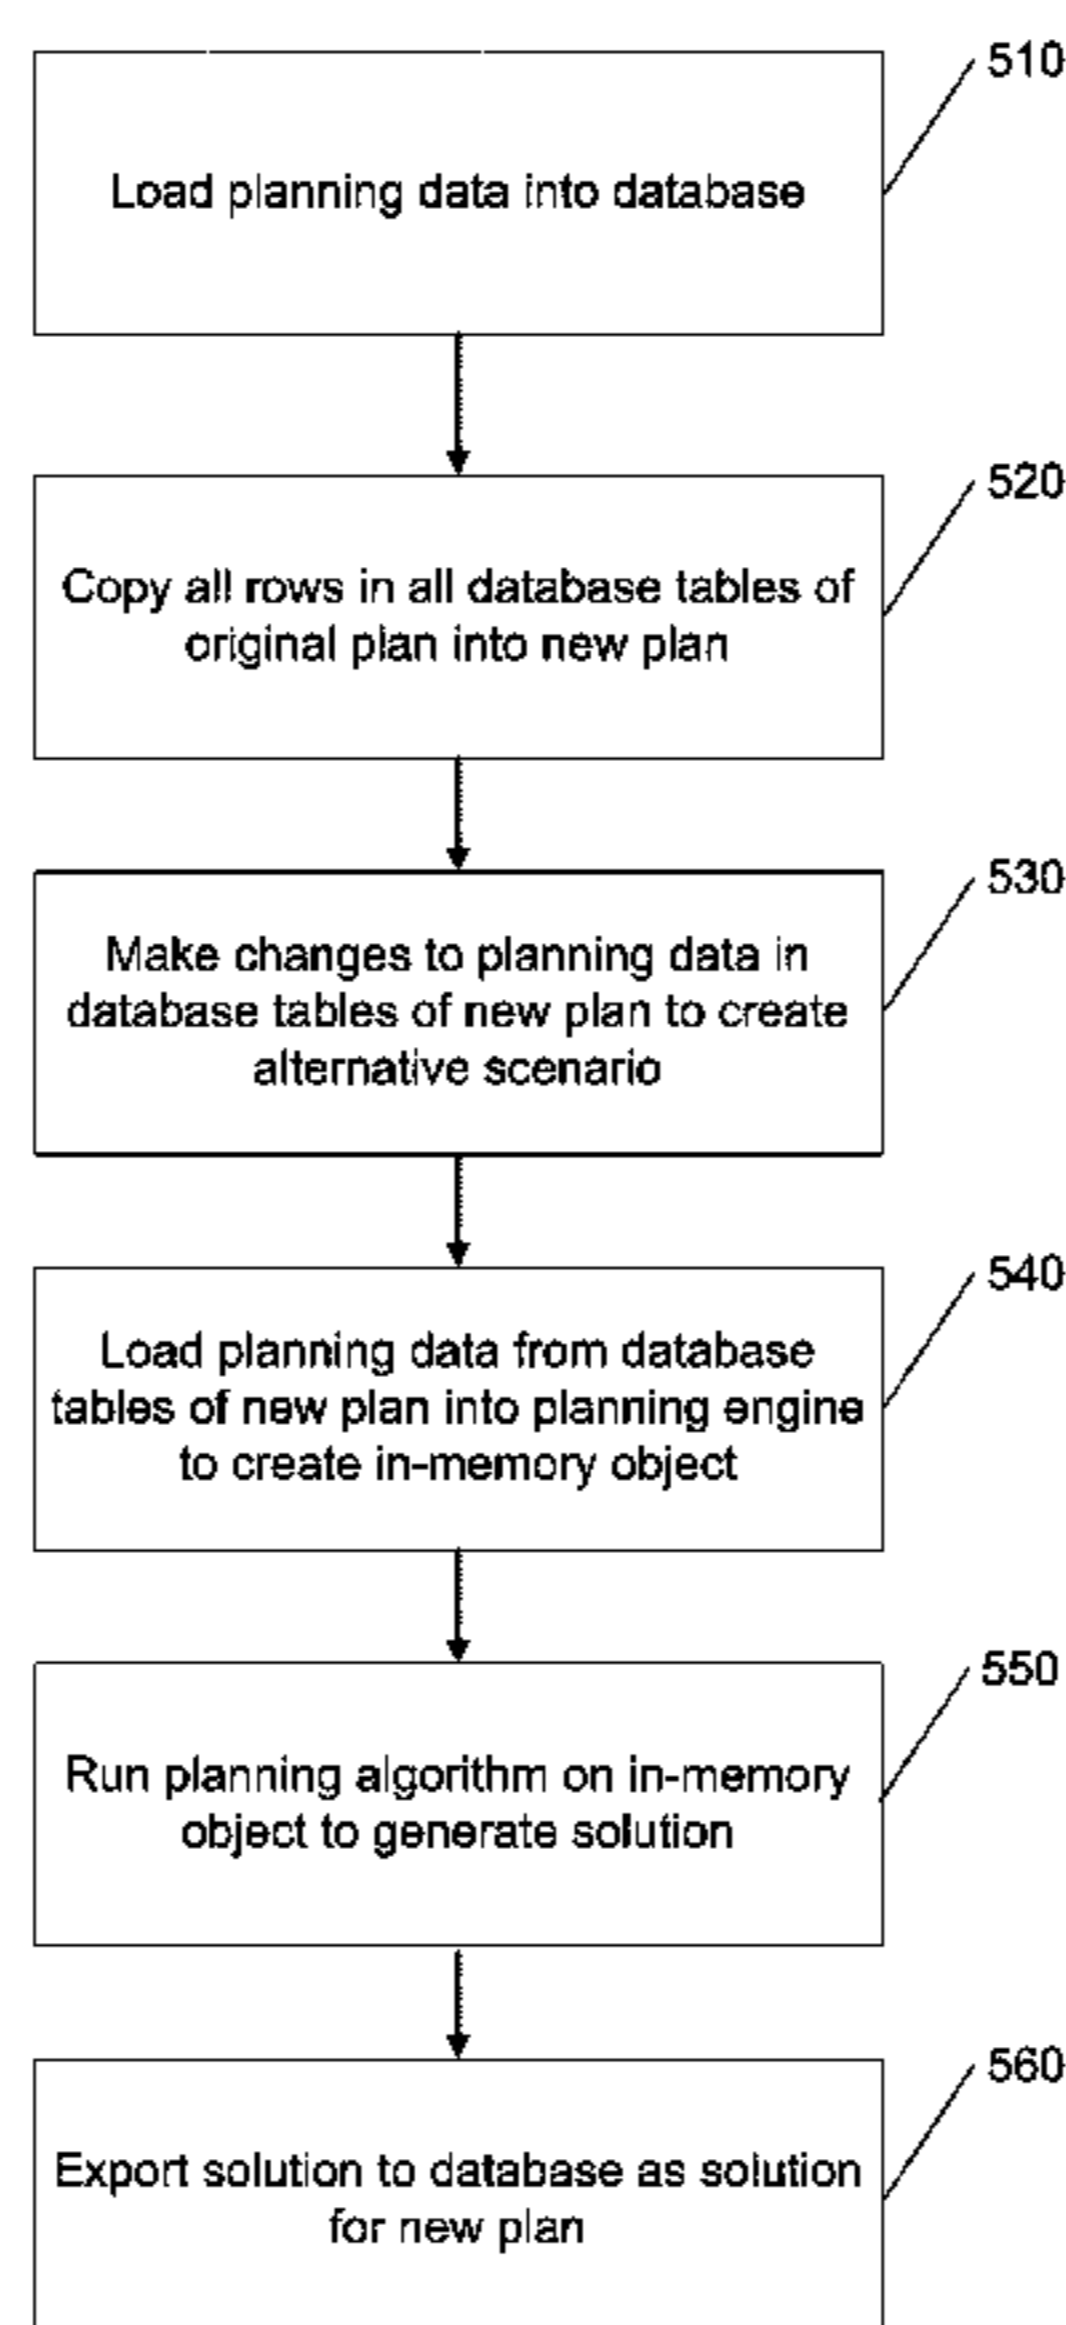 510
Load planning data into database
520
Copy all rows in all database tables of
original plan into new plan
530
Make changes to planning data in
database tables of new plan to create
alternative scenario
540
Load planning data from database
tables of new plan into planning engine
to create in-memory object
550
Run planning algorithm on in-memory
object to generate solution
560
Export solution to database as solution
for new plan